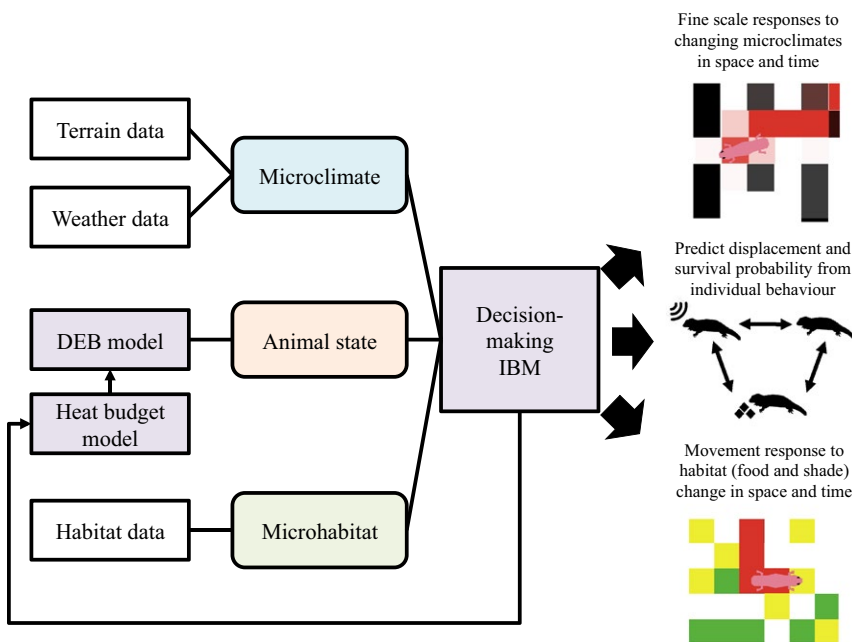 Terrain data
Weather data
Microclimate
DEB model
Animal state
Heat budget
model
Habitat data
Microhabitat
Decision-
making
IBM
Fine scale responses to
changing microclimates
in space and time
Predict displacement and
survival probability from
individual behaviour
Movement response to
habitat (food and shade)
change in space and time